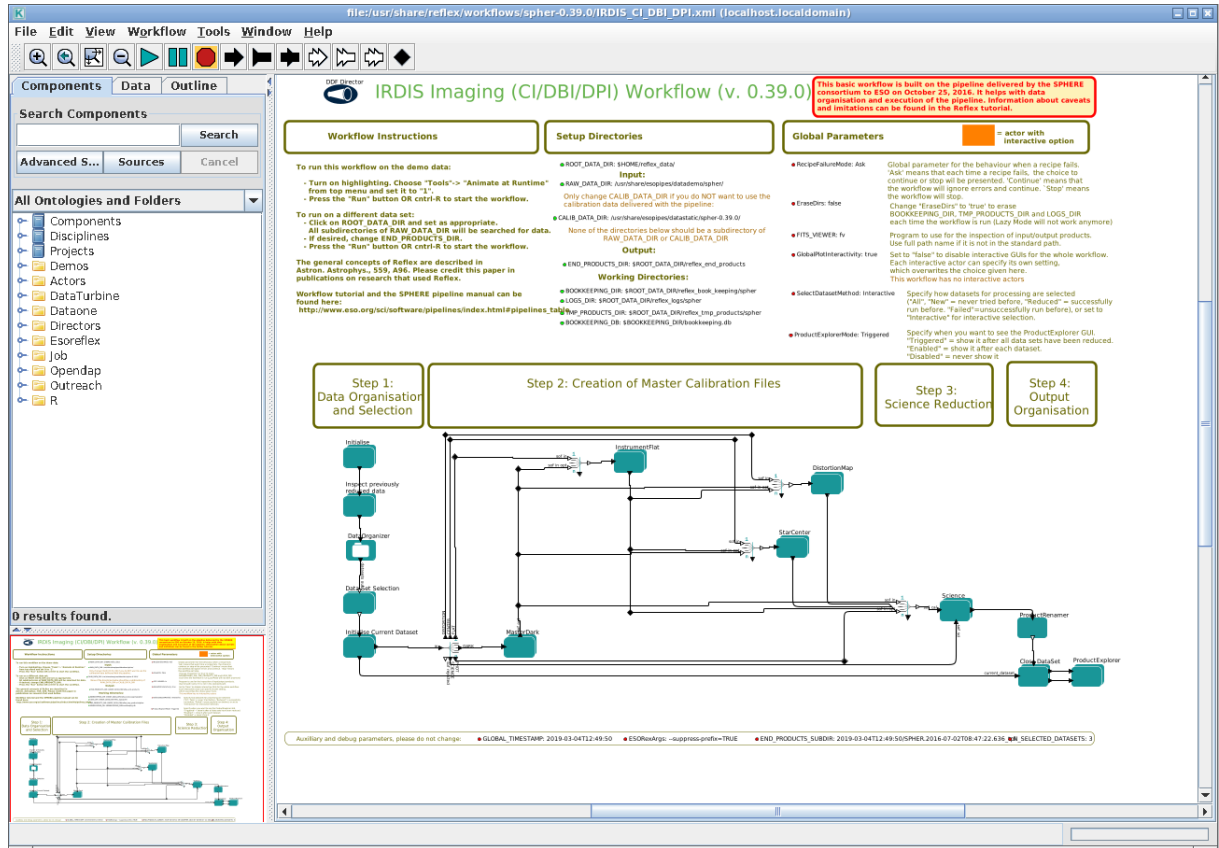 file:/usr/share/reflex/workflows/spher-0.39.0/IRDIS_CI_DBI_DPI.xml (localhost.localdomain)
File Edit View Workflow Tools Window Help
Components Data Outline
Search Components
Search
Advanced S... Sources Cancel
All Ontologies and Folders
Components
Disciplines
Projects
Demos
Actors
DataTurbine
Dataone
Directors
Esoreflex
Job
Opendap
Outreach
R
0 results found.
DDF Director
IRDIS Imaging (CI/DBI/DPI) Workflow (v. 0.39.0)
This basic workflow is built on the pipeline delivered by the SPHERE
consortium to ESO on October 25, 2016. It helps with data
organisation and execution of the pipeline. Information about caveats
and imitations can be found in the Reflex tutorial.
Workflow Instructions
To run this workflow on the demo data:
- Turn on highlighting. Choose "Tools"-> "Animate at Runtime"
from top menu and set it to "1".
- Press the "Run" button OR cntrl-R to start the workflow.
To run on a different data set:
- Click on ROOT_DATA_DIR and set as appropriate.
All subdirectories of RAW_DATA_DIR will be searched for data.
- If desired, change END_PRODUCTS_DIR.
- Press the "Run" button OR cntrl-R to start the workflow.
The general concepts of Reflex are described in
Astron. Astrophys., 559, A96. Please credit this paper in
publications on research that used Reflex.
Workflow tutorial and the SPHERE pipeline manual can be
found here:
http://www.eso.org/sci/software/pipelines/index.html#pipelines_table
Setup Directories
ROOT_DATA_DIR: $HOME/reflex_data/
Input:
RAW_DATA_DIR: /usr/share/esopipes/datademo/spher/
Only change CALIB_DATA_DIR if you do NOT want to use the
calibration data delivered with the pipeline:
CALIB_DATA_DIR: /usr/share/esopipes/datastatic/spher-0.39.0/
None of the directories below should be a subdirectory of
RAW_DATA_DIR or CALIB_DATA_DIR
Output:
END_PRODUCTS_DIR: $ROOT_DATA_DIR/reflex_end_products
Working Directories:
BOOKKEEPING_DIR: $ROOT_DATA_DIR/reflex_book_keeping/spher
LOGS_DIR: $ROOT_DATA_DIR/reflex_logs/spher
TMP_PRODUCTS_DIR: $ROOT_DATA_DIR/reflex_tmp_products/spher
BOOKKEEPING_DB: $BOOKKEEPING_DIR/bookkeeping.db
Global Parameters
= actor with
interactive option
RecipeFailureMode: Ask
Global parameter for the behaviour when a recipe fails.
'Ask' means that each time a recipe fails, the choice to
continue or stop will be presented. 'Continue' means that
the workflow will ignore errors and continue. `Stop' means
the workflow will stop.
EraseDirs: false
Change "EraseDirs" to 'true' to erase
BOOKKEEPING_DIR, TMP_PRODUCTS_DIR and LOGS_DIR
each time the workflow is run (Lazy Mode will not work anymore)
FITS_VIEWER: fv
Program to use for the inspection of input/output products.
Use full path name if it is not in the standard path.
GlobalPlotInteractivity: true
Set to "false" to disable interactive GUIs for the whole workflow.
Each interactive actor can specify its own setting,
which overwrites the choice given here.
This workflow has no interactive actors
SelectDatasetMethod: Interactive
Specify how datasets for processing are selected
("All", "New" = never tried before, "Reduced" = successfully
run before. "Failed"=unsuccessfully run before), or set to
"Interactive" for interactive selection.
ProductExplorerMode: Triggered
Specify when you want to see the ProductExplorer GUI.
"Triggered" = show it after all data sets have been reduced.
"Enabled" = show it after each dataset.
"Disabled" = never show it
Step 1:
Data Organisation
and Selection
Step 2: Creation of Master Calibration Files
Step 3:
Science Reduction
Step 4:
Output
Organisation
Initialise
Inspect previously
reduced data
Data Organizer
Data Set Selection
Initialise Current Dataset
MasterDark
InstrumentFlat
DistortionMap
StarCenter
Science
ProductRenamer
Close DataSet
ProductExplorer
current_dataset
Auxilliary and debug parameters, please do not change:
GLOBAL_TIMESTAMP: 2019-03-04T12:49:50
ESORexArgs: --suppress-prefix=TRUE
END_PRODUCTS_SUBDIR: 2019-03-04T12:49:50/SPHER.2016-07-02T08:47:22.636
SELECTED_DATASETS: 3